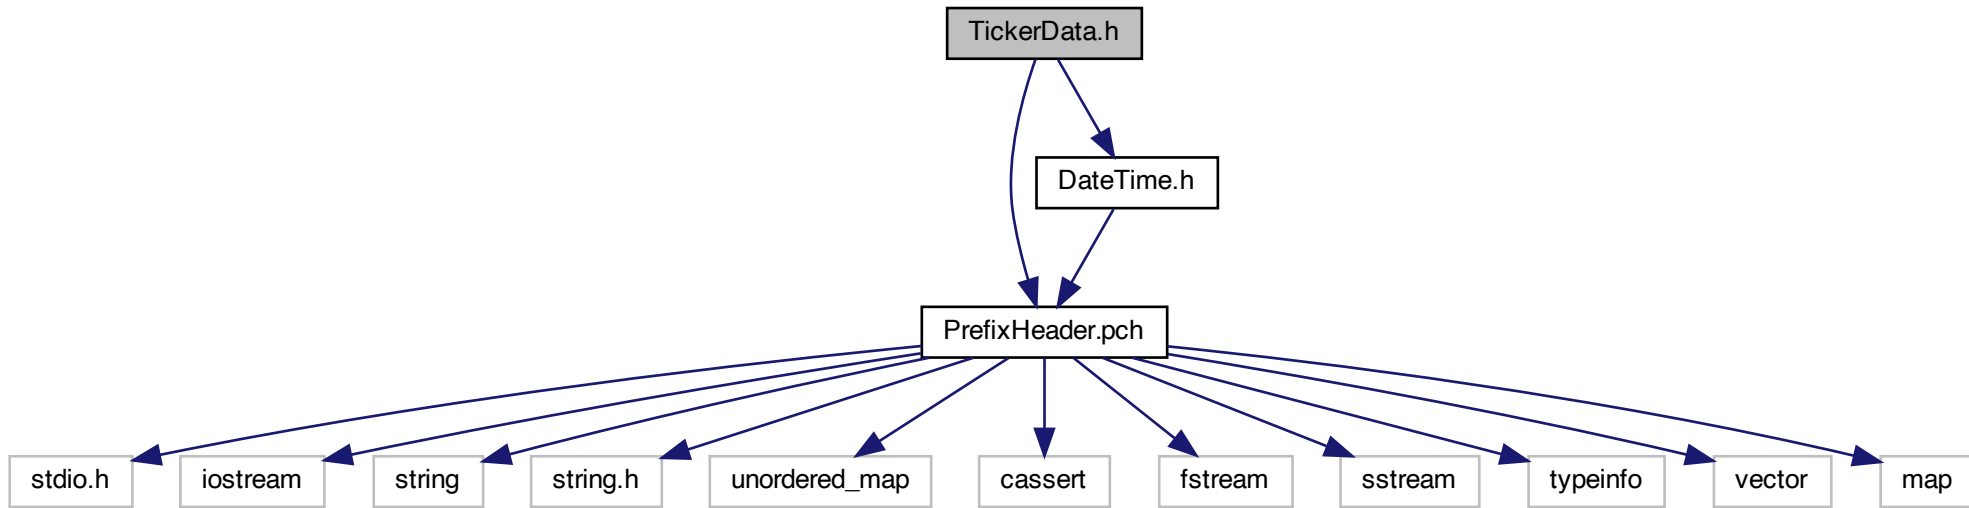 TickerData.h
DateTime.h
PrefixHeader.pch
stdio.h
iostream
string
string.h
unordered_map
cassert
fstream
sstream
typeinfo
vector
map